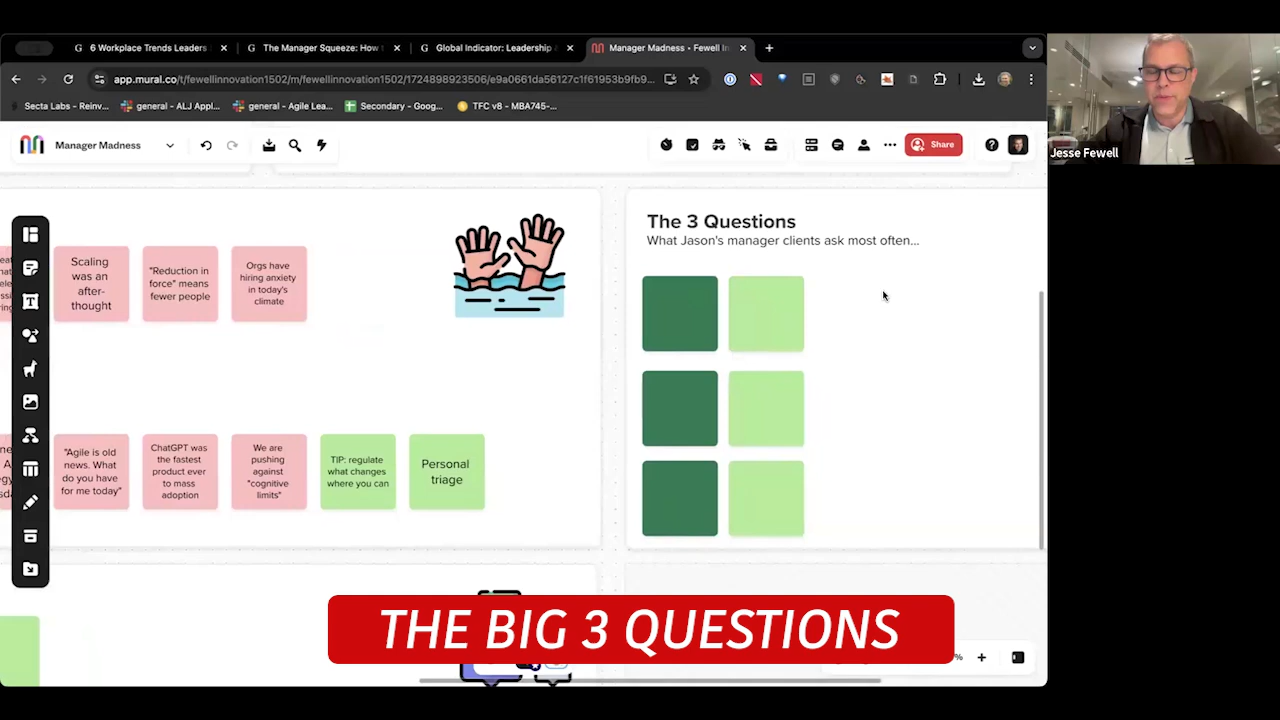 6 Workplace Trends Leaders
The Manager Squeeze: How
Global Indicator: Leadership
Manager Madness • Fewell In
app.mural.co/t/fewellinnovation1502/m/fewellinnovation1502/1724898923506/e9a0661da56127c1f61953b9fb9...
Secta Labs - Reinv...
general - ALJ Appl...
general - Agile Lea...
Secondary - Goog...
TFC v8 - MBA745-...
Jesse Fewell
Manager Madness
Share
The 3 Questions
What Jason's manager clients ask most often...
Scaling
was an
after-
thought
"Reduction in
force" means
fewer people
Orgs have
hiring anxiety
in today's
climate
"Agile is old
news. What
do you have
for me today"
ChatGPT was
the fastest
product ever
to mass
adoption
We are
pushing
against
"cognitive
limits"
TIP: regulate
what changes
where you can
Personal
triage
THE BIG 3 QUESTIONS